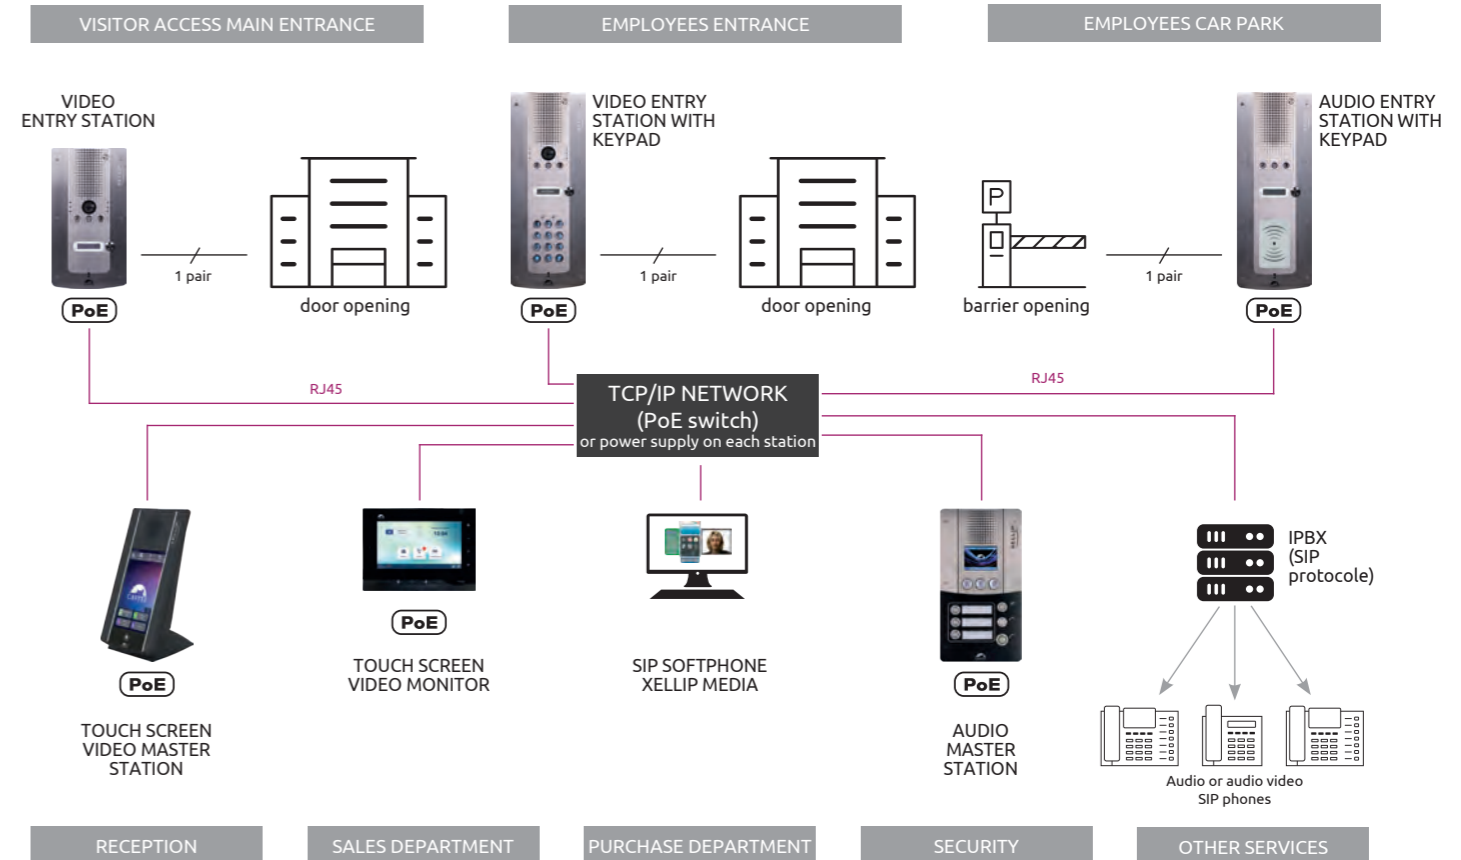 VISITOR ACCESS MAIN ENTRANCE
EMPLOYEES ENTRANCE
EMPLOYEES CAR PARK
VIDEO
ENTRY STATION
1 pair
door opening
PoE
VIDEO ENTRY
STATION WITH
KEYPAD
1 pair
door opening
PoE
P
barrier opening
1 pair
AUDIO ENTRY
STATION WITH
KEYPAD
PoE
RJ45
RJ45
TCP/IP NETWORK
(PoE switch)
or power supply on each station
PoE
TOUCH SCREEN
VIDEO MASTER
STATION
PoE
TOUCH SCREEN
VIDEO MONITOR
SIP SOFTPHONE
XELLIP MEDIA
PoE
AUDIO
MASTER
STATION
IPBX
(SIP
protocole)
Audio or audio video
SIP phones
RECEPTION
SALES DEPARTMENT
PURCHASE DEPARTMENT
SECURITY
OTHER SERVICES